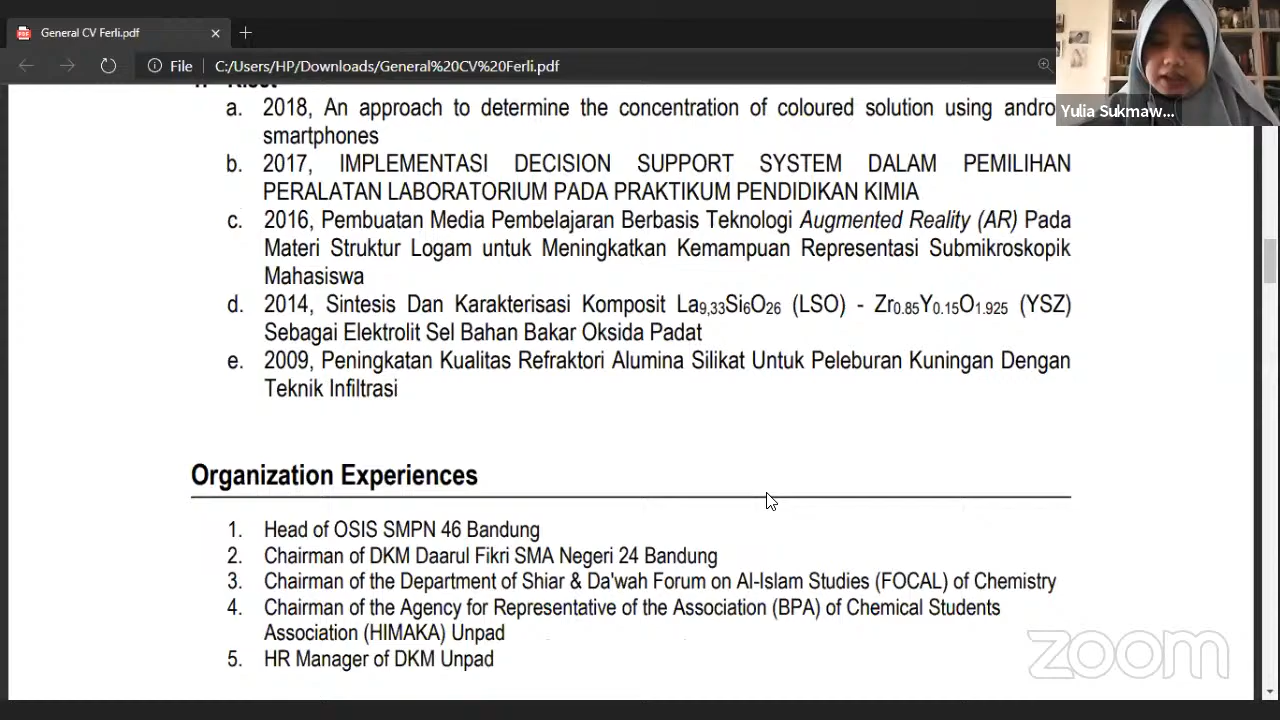 General CV Ferli.pdf
File C:/Users/HP/Downloads/General%20CV%20Ferli.pdf
Yulia Sukmaw...
a. 2018, An approach to determine the concentration of coloured solution using andro
smartphones
b. 2017, IMPLEMENTASI DECISION SUPPORT SYSTEM DALAM PEMILIHAN
PERALATAN LABORATORIUM PADA PRAKTIKUM PENDIDIKAN KIMIA
c. 2016, Pembuatan Media Pembelajaran Berbasis Teknologi Augmented Reality (AR) Pada
Materi Struktur Logam untuk Meningkatkan Kemampuan Representasi Submikroskopik
Mahasiswa
d. 2014, Sintesis Dan Karakterisasi Komposit La9,33Si6O26 (LSO) - Zr0.85Y0.15O1.925 (YSZ)
Sebagai Elektrolit Sel Bahan Bakar Oksida Padat
e. 2009, Peningkatan Kualitas Refraktori Alumina Silikat Untuk Peleburan Kuningan Dengan
Teknik Infiltrasi
Organization Experiences
1. Head of OSIS SMPN 46 Bandung
2. Chairman of DKM Daarul Fikri SMA Negeri 24 Bandung
3. Chairman of the Department of Shiar & Da'wah Forum on Al-Islam Studies (FOCAL) of Chemistry
4. Chairman of the Agency for Representative of the Association (BPA) of Chemical Students
Association (HIMAKA) Unpad
5. HR Manager of DKM Unpad
zoom